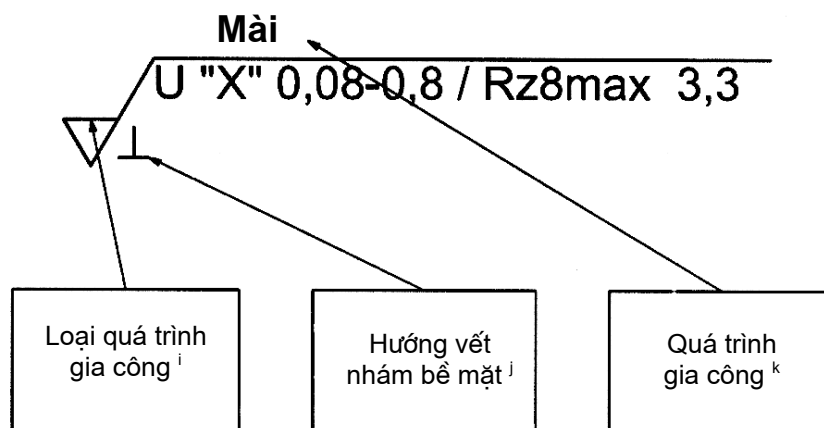 Mài
U "X" 0,08-0,8 / Rz8max 3,3
Loại quá trình
gia công i
Hướng vết
nhám bề mặt j
Quá trình
gia công k